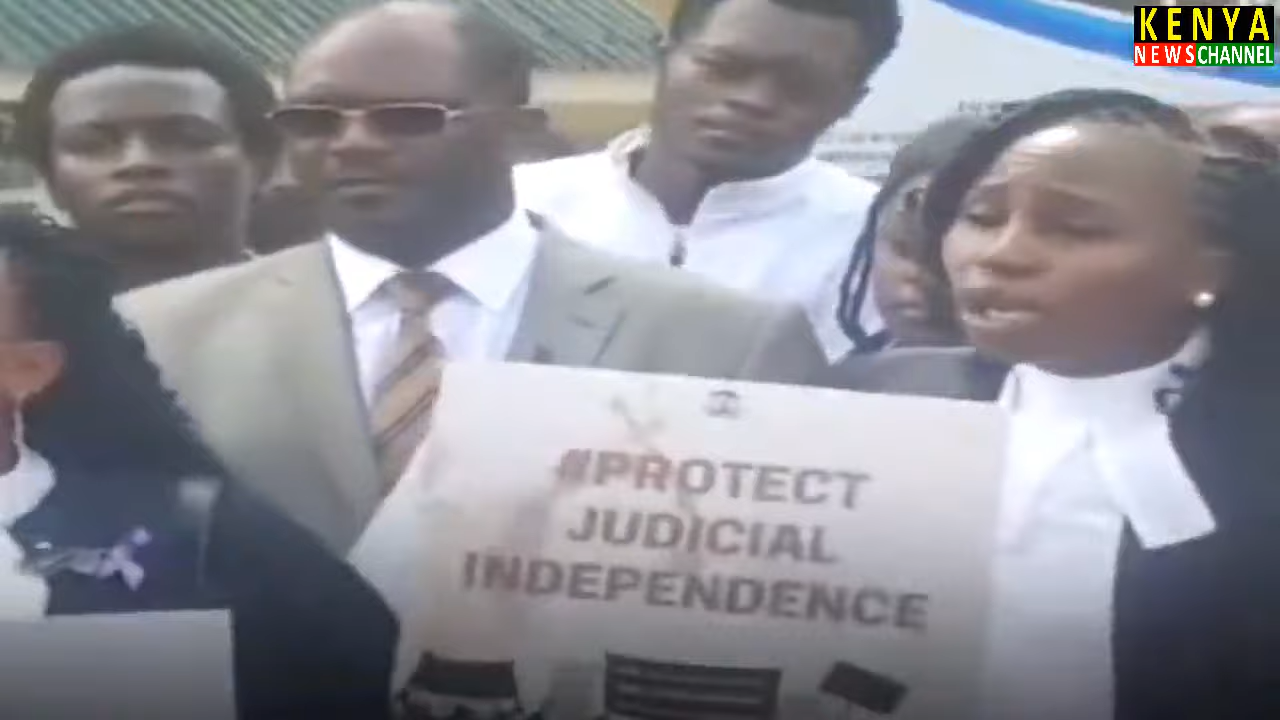 KENYA
NEWS CHANNEL
#PROTECT
JUDICIAL
INDEPENDENCE